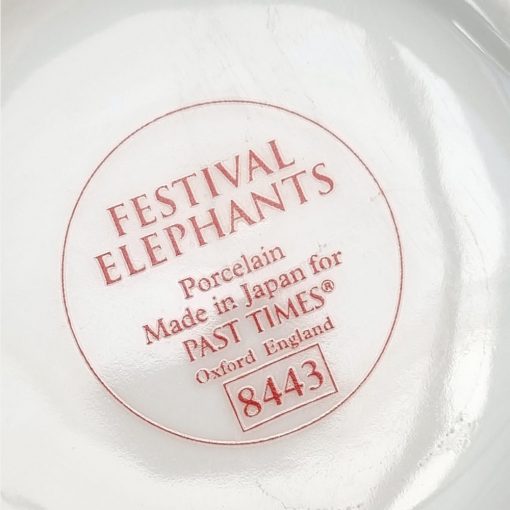 FESTIVAL
ELEPHANTS
Porcelain
Made in Japan for
PAST TIMES®
Oxford England
8443